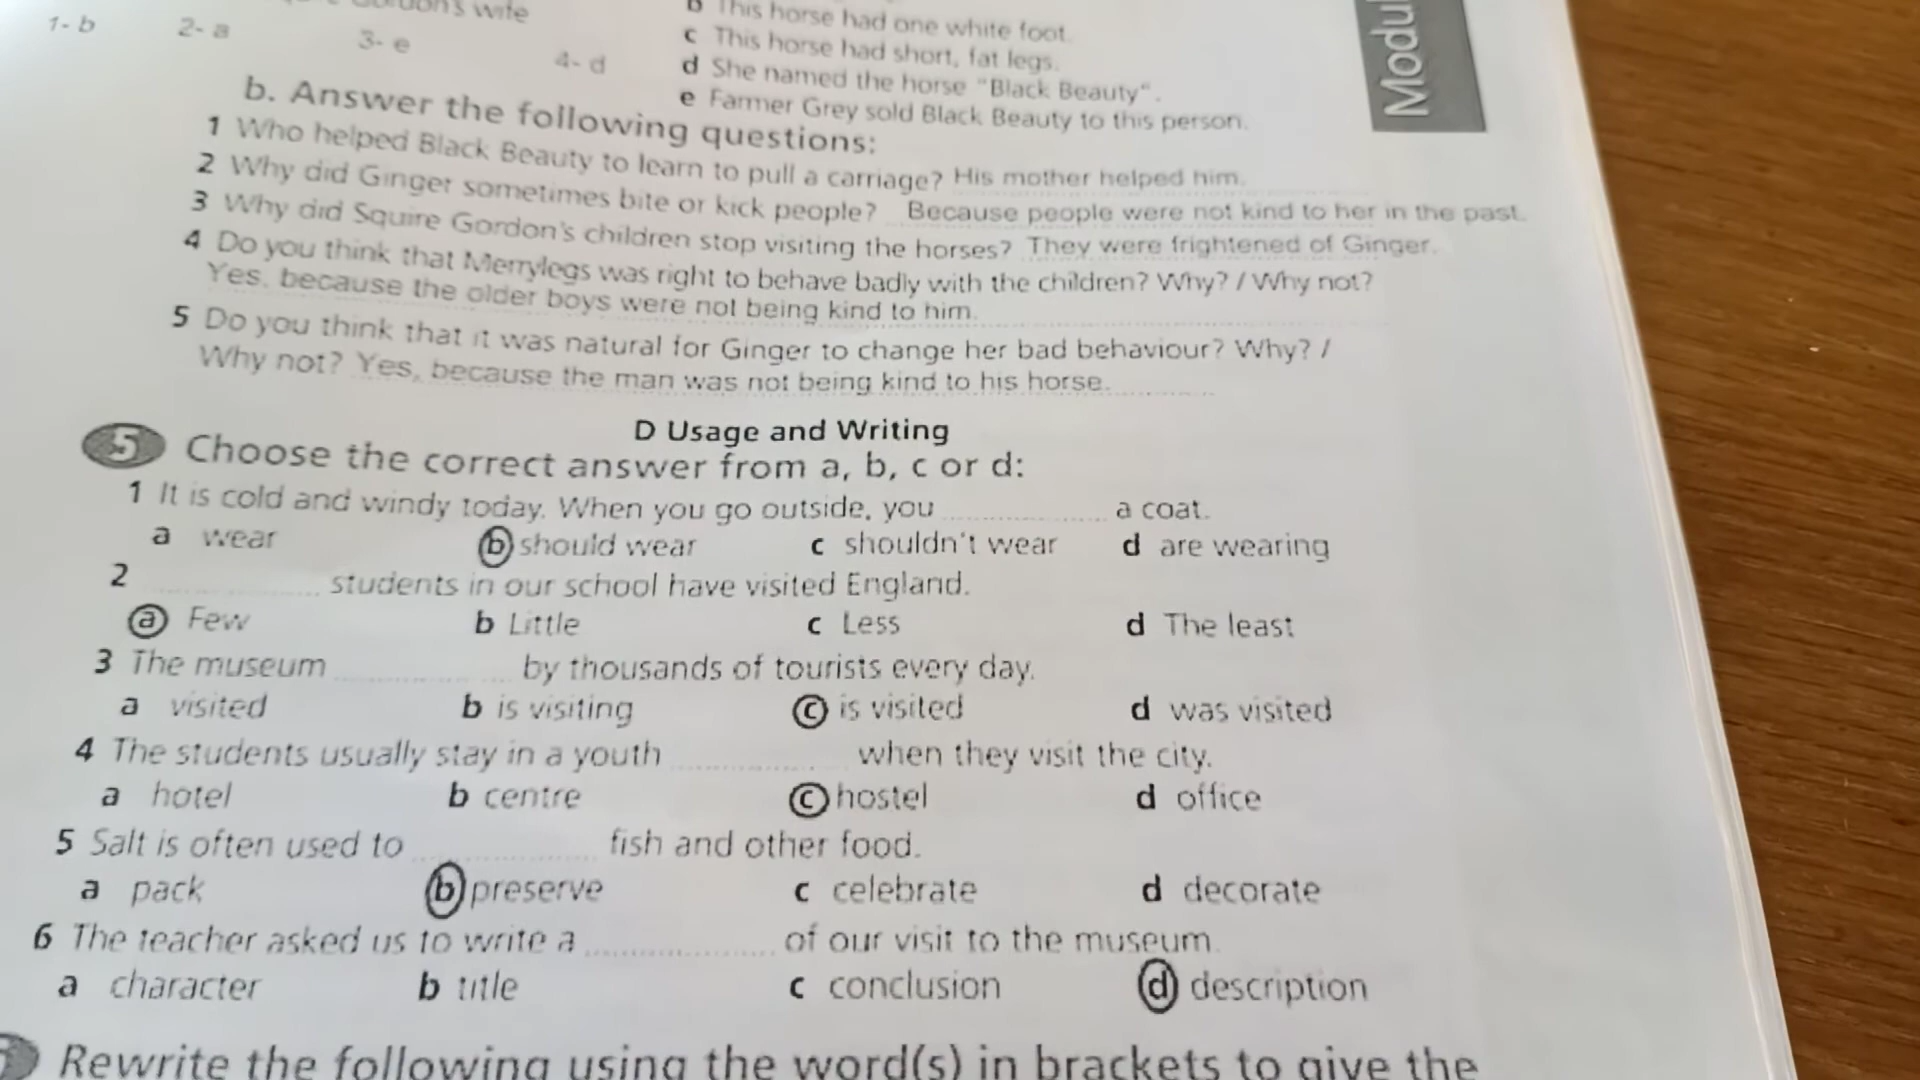 Gordon's wife
b This horse had one white foot.
1- b 2- a 3- e 4- d
c This horse had short, fat legs.
d She named the horse "Black Beauty".
e Farmer Grey sold Black Beauty to this person.
Modul
b. Answer the following questions:
1 Who helped Black Beauty to learn to pull a carriage? His mother helped him.
2 Why did Ginger sometimes bite or kick people? Because people were not kind to her in the past.
3 Why did Squire Gordon's children stop visiting the horses? They were frightened of Ginger.
4 Do you think that Merrylegs was right to behave badly with the children? Why? / Why not?
Yes, because the older boys were not being kind to him.
5 Do you think that it was natural for Ginger to change her bad behaviour? Why? /
Why not? Yes, because the man was not being kind to his horse.
D Usage and Writing
5 Choose the correct answer from a, b, c or d:
1 It is cold and windy today. When you go outside, you ............... a coat.
a wear b should wear c shouldn't wear d are wearing
2 ............... students in our school have visited England.
a Few b Little c Less d The least
3 The museum ............... by thousands of tourists every day.
a visited b is visiting c is visited d was visited
4 The students usually stay in a youth ............... when they visit the city.
a hotel b centre c hostel d office
5 Salt is often used to ............... fish and other food.
a pack b preserve c celebrate d decorate
6 The teacher asked us to write a ............... of our visit to the museum.
a character b title c conclusion d description
Rewrite the following using the word(s) in brackets to give the